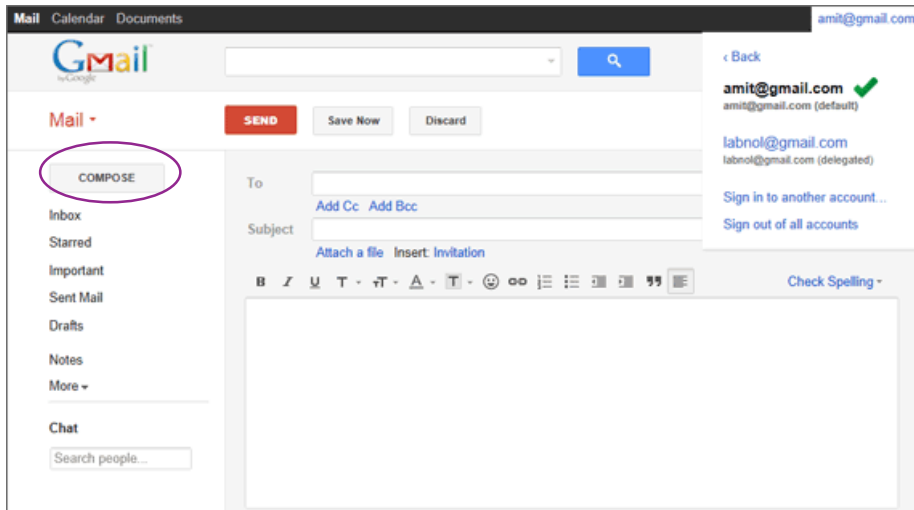 Mail Calendar Documents
amit@gmail.com
Gmail
by Google
‹ Back
amit@gmail.com
amit@gmail.com (default)
labnol@gmail.com
labnol@gmail.com (delegated)
Sign in to another account...
Sign out of all accounts
Mail
SEND Save Now Discard
COMPOSE
Inbox
Starred
Important
Sent Mail
Drafts
Notes
More
Chat
Search people...
To
Add Cc Add Bcc
Subject
Attach a file Insert: Invitation
B I U T TT A T Check Spelling